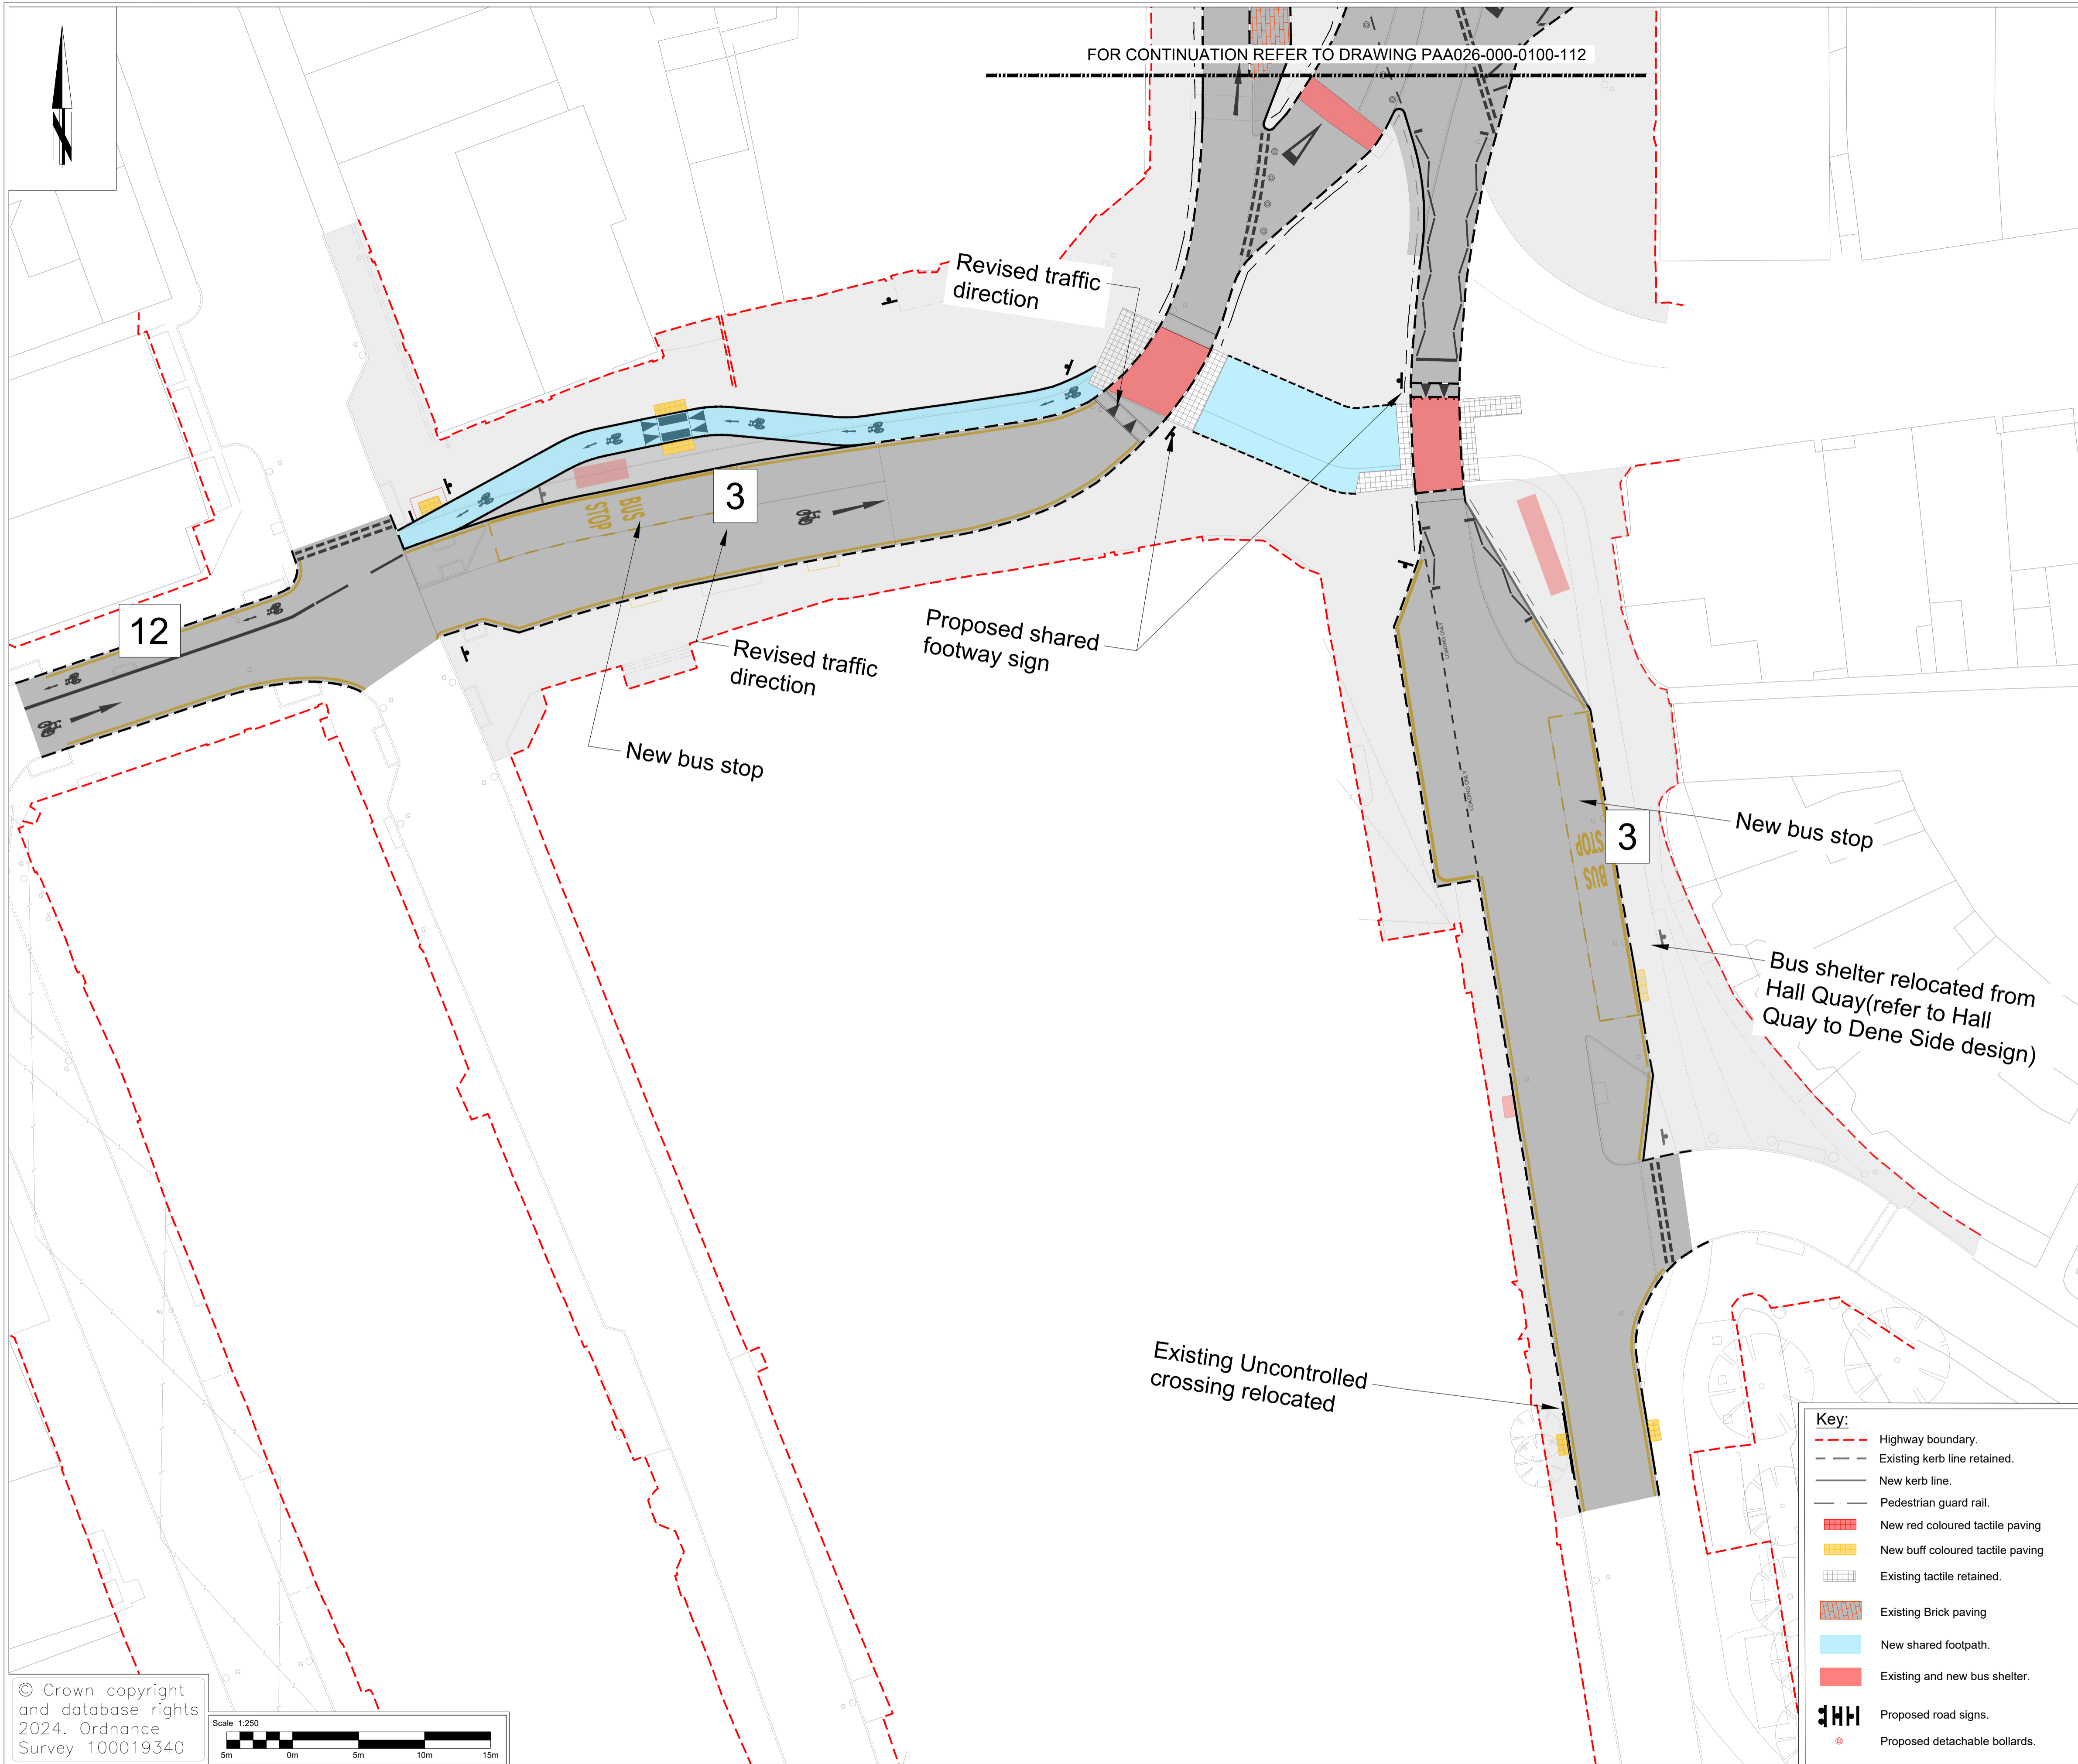 FOR CONTINUATION REFER TO DRAWING PAA026-000-0100-112
N
Revised traffic
direction
BUS
STOP
3
12
Proposed shared
footway sign
Revised traffic
direction
New bus stop
LOADING ONLY
LOADING ONLY
New bus stop
3
BUS
STOP
Bus shelter relocated from
Hall Quay(refer to Hall
Quay to Dene Side design)
Existing Uncontrolled
crossing relocated
Key:
Highway boundary.
Existing kerb line retained.
New kerb line.
Pedestrian guard rail.
New red coloured tactile paving
New buff coloured tactile paving
Existing tactile retained.
Existing Brick paving
New shared footpath.
Existing and new bus shelter.
Proposed road signs.
Proposed detachable bollards.
© Crown copyright
and database rights
2024. Ordnance
Survey 100019340
Scale 1:250
5m 0m 5m 10m 15m